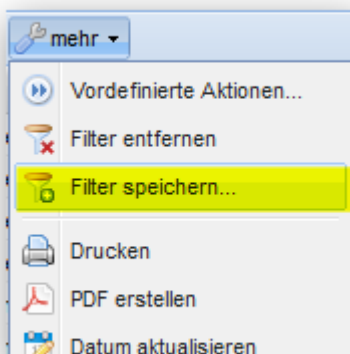 mehr
Vordefinierte Aktionen...
Filter entfernen
Filter speichern...
Drucken
PDF erstellen
Datum aktualisieren